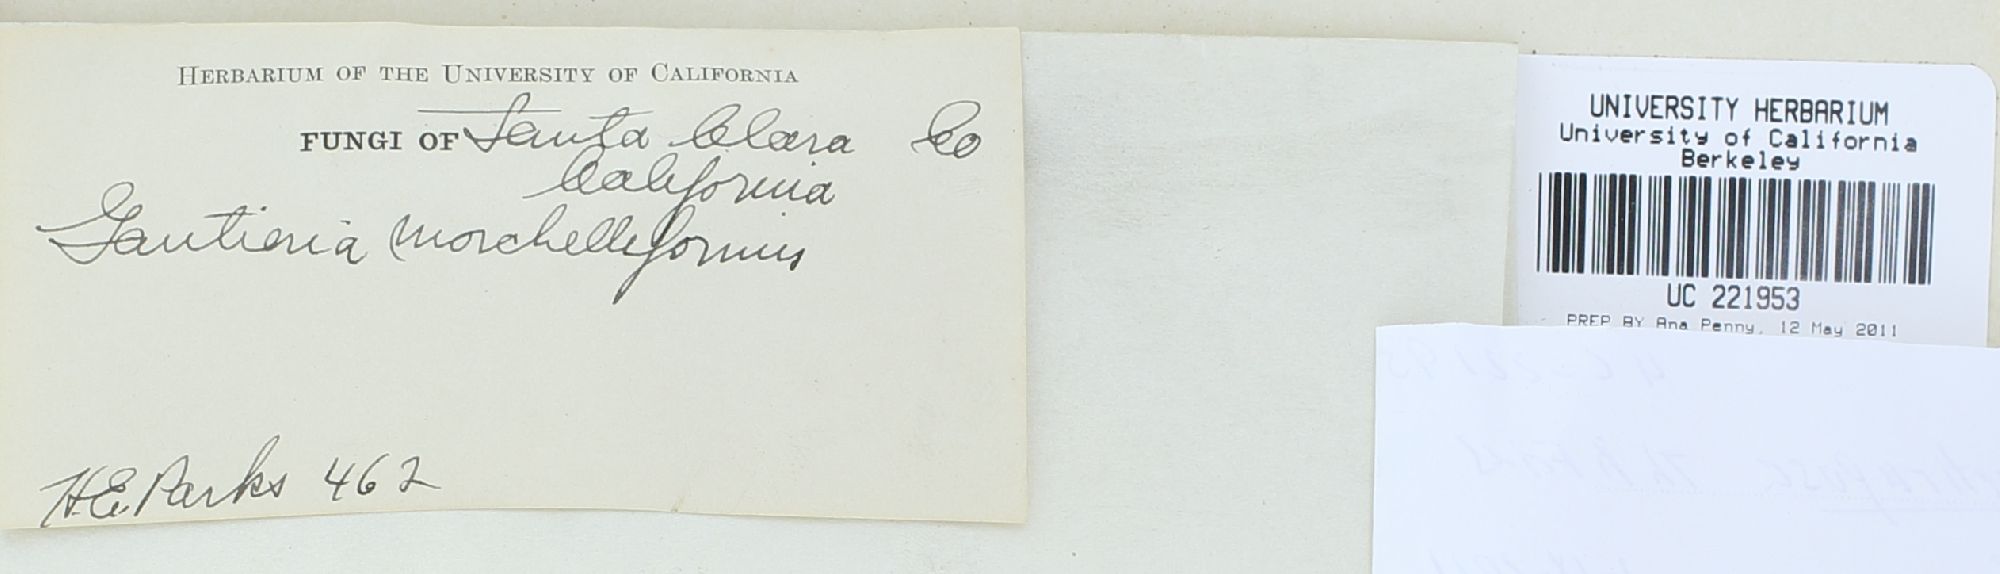 HERBARIUM OF THE UNIVERSITY OF CALIFORNIA
FUNGI OF Santa Clara Co
California
Gautieria morchelliformis
H.E. Parks 462
UNIVERSITY HERBARIUM
University of California
Berkeley
UC 221953
PREP BY Ana Penny, 12 May 2011